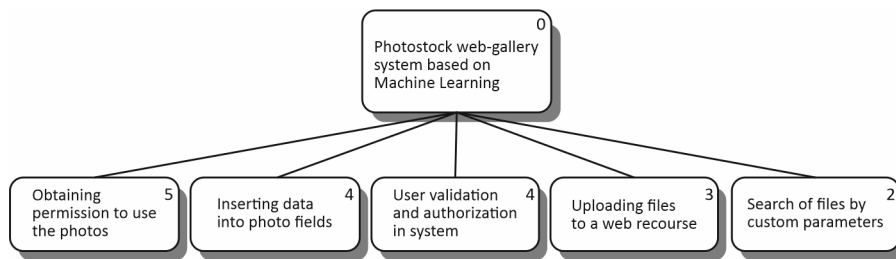 0
Photostock web-gallery
system based on
Machine Learning
5
Obtaining
permission to use
the photos
4
Inserting data
into photo fields
4
User validation
and authorization
in system
3
Uploading files
to a web recourse
2
Search of files by
custom parameters